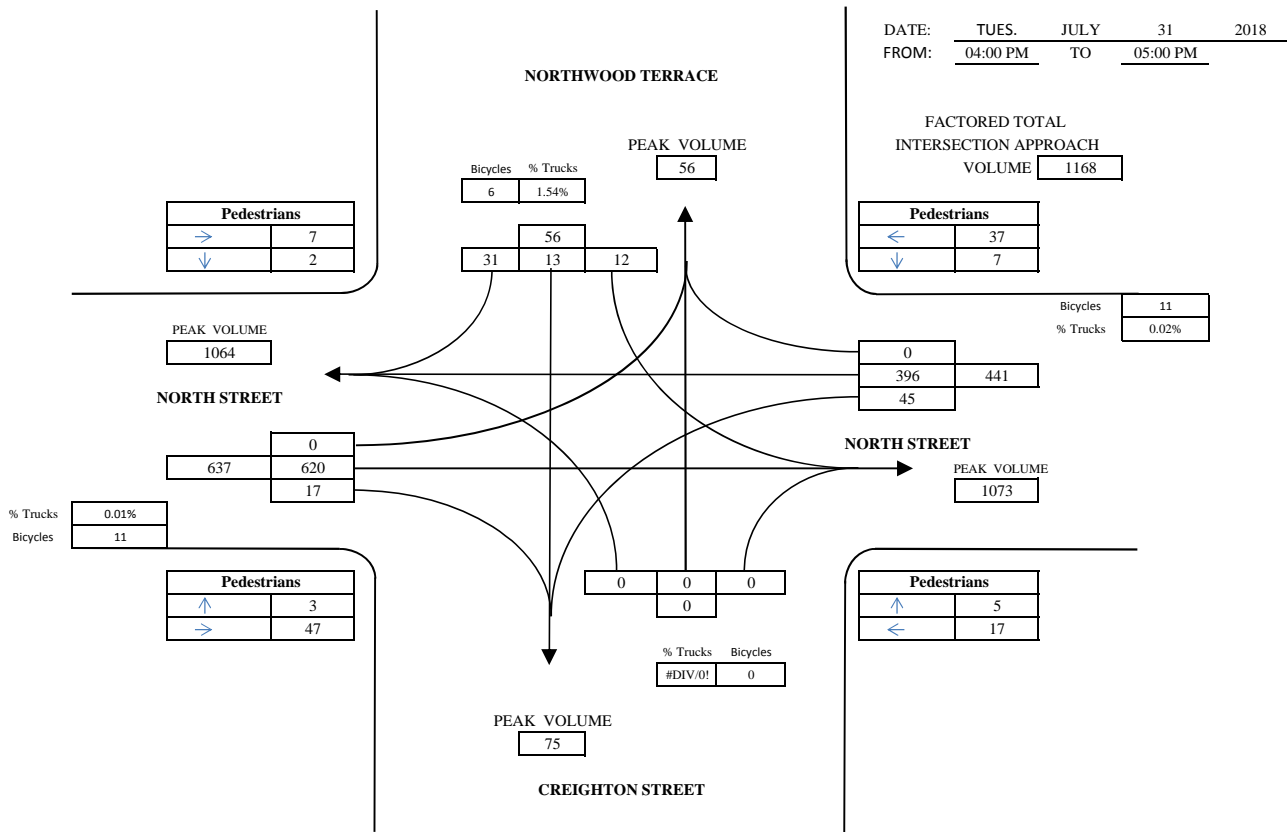 DATE: TUES. JULY 31 2018
FROM: 04:00 PM TO 05:00 PM
NORTHWOOD TERRACE
FACTORED TOTAL
INTERSECTION APPROACH
VOLUME 1168
PEAK VOLUME
56
Bicycles % Trucks
6 1.54%
Pedestrians
→ 7
↓ 2
56
31 13 12
Pedestrians
← 37
↓ 7
Bicycles 11
% Trucks 0.02%
PEAK VOLUME
1064
NORTH STREET
0
396 441
45
0
637 620
17
NORTH STREET
PEAK VOLUME
1073
% Trucks 0.01%
Bicycles 11
Pedestrians
↑ 3
→ 47
0 0 0
0
Pedestrians
↑ 5
← 17
% Trucks Bicycles
#DIV/0! 0
PEAK VOLUME
75
CREIGHTON STREET